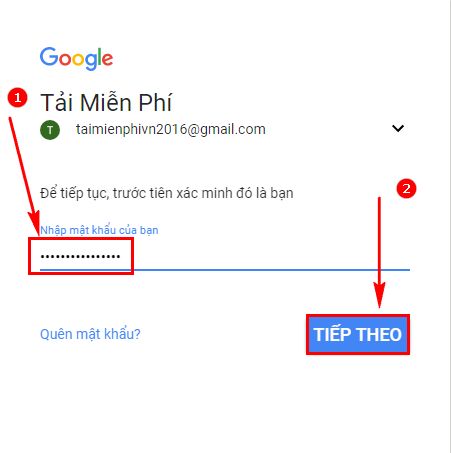 Google
1
Tải Miễn Phí
T taimienphivn2016@gmail.com
Để tiếp tục, trước tiên xác minh đó là bạn
2
Nhập mật khẩu của bạn
••••••••••••••••
Quên mật khẩu?
TIẾP THEO